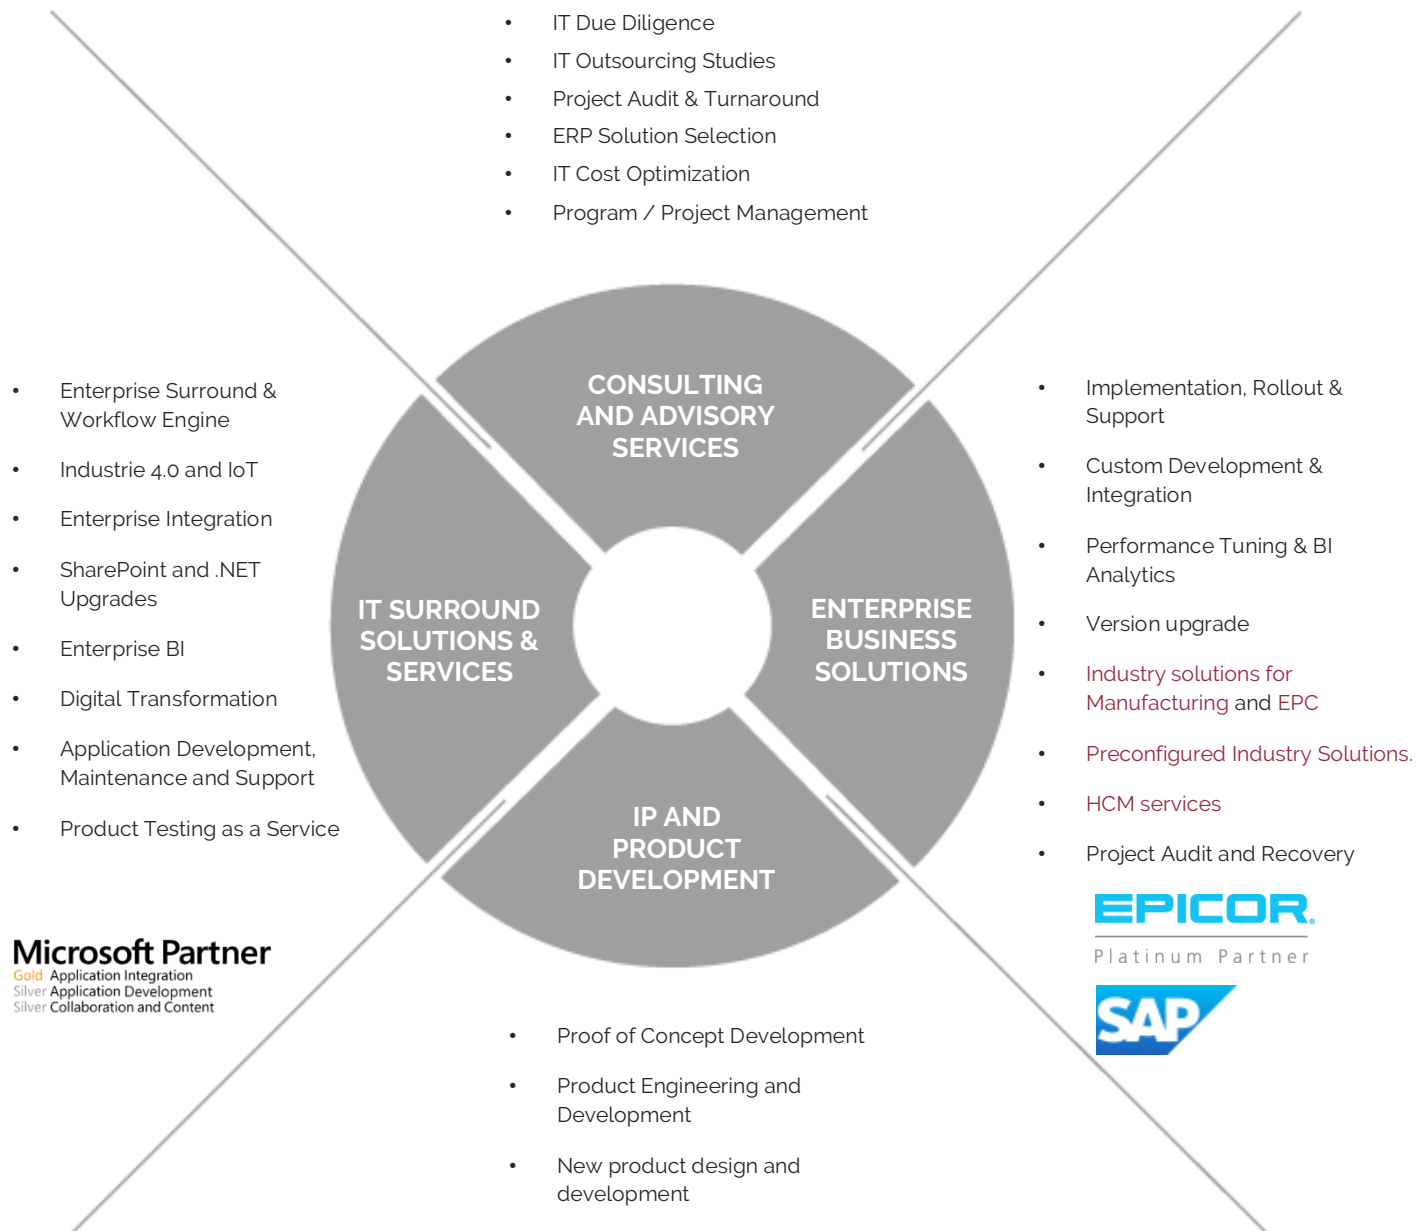 • IT Due Diligence
• IT Outsourcing Studies
• Project Audit & Turnaround
• ERP Solution Selection
• IT Cost Optimization
• Program / Project Management
CONSULTING
AND ADVISORY
SERVICES
• Enterprise Surround &
Workflow Engine
• Industrie 4.0 and IoT
• Enterprise Integration
• SharePoint and .NET
Upgrades
• Enterprise BI
• Digital Transformation
• Application Development,
Maintenance and Support
• Product Testing as a Service
IT SURROUND
SOLUTIONS &
SERVICES
ENTERPRISE
BUSINESS
SOLUTIONS
• Implementation, Rollout &
Support
• Custom Development &
Integration
• Performance Tuning & BI
Analytics
• Version upgrade
• Industry solutions for
Manufacturing and EPC
• Preconfigured Industry Solutions.
• HCM services
• Project Audit and Recovery
IP AND
PRODUCT
DEVELOPMENT
Microsoft Partner
Gold Application Integration
Silver Application Development
Silver Collaboration and Content
EPICOR®
Platinum Partner
SAP
• Proof of Concept Development
• Product Engineering and
Development
• New product design and
development